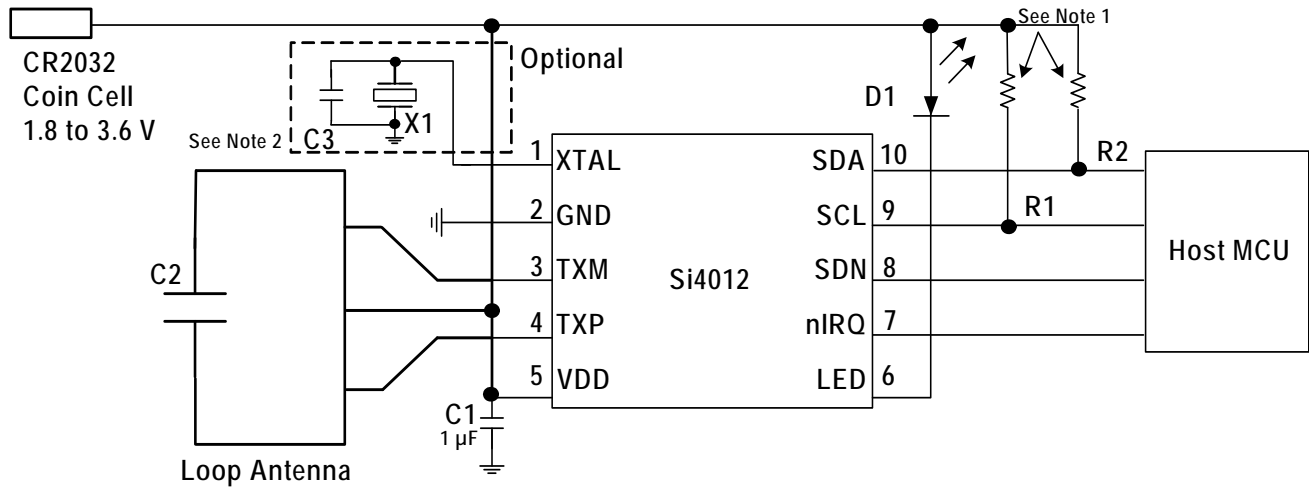 See Note 1
CR2032
Coin Cell
1.8 to 3.6 V
Optional
See Note 2
C3
X1
D1
1
XTAL
SDA
10
R2
2
GND
SCL
9
R1
C2
3
TXM
Si4012
SDN
8
Host MCU
4
TXP
nIRQ
7
5
VDD
LED
6
C1
1 µF
Loop Antenna